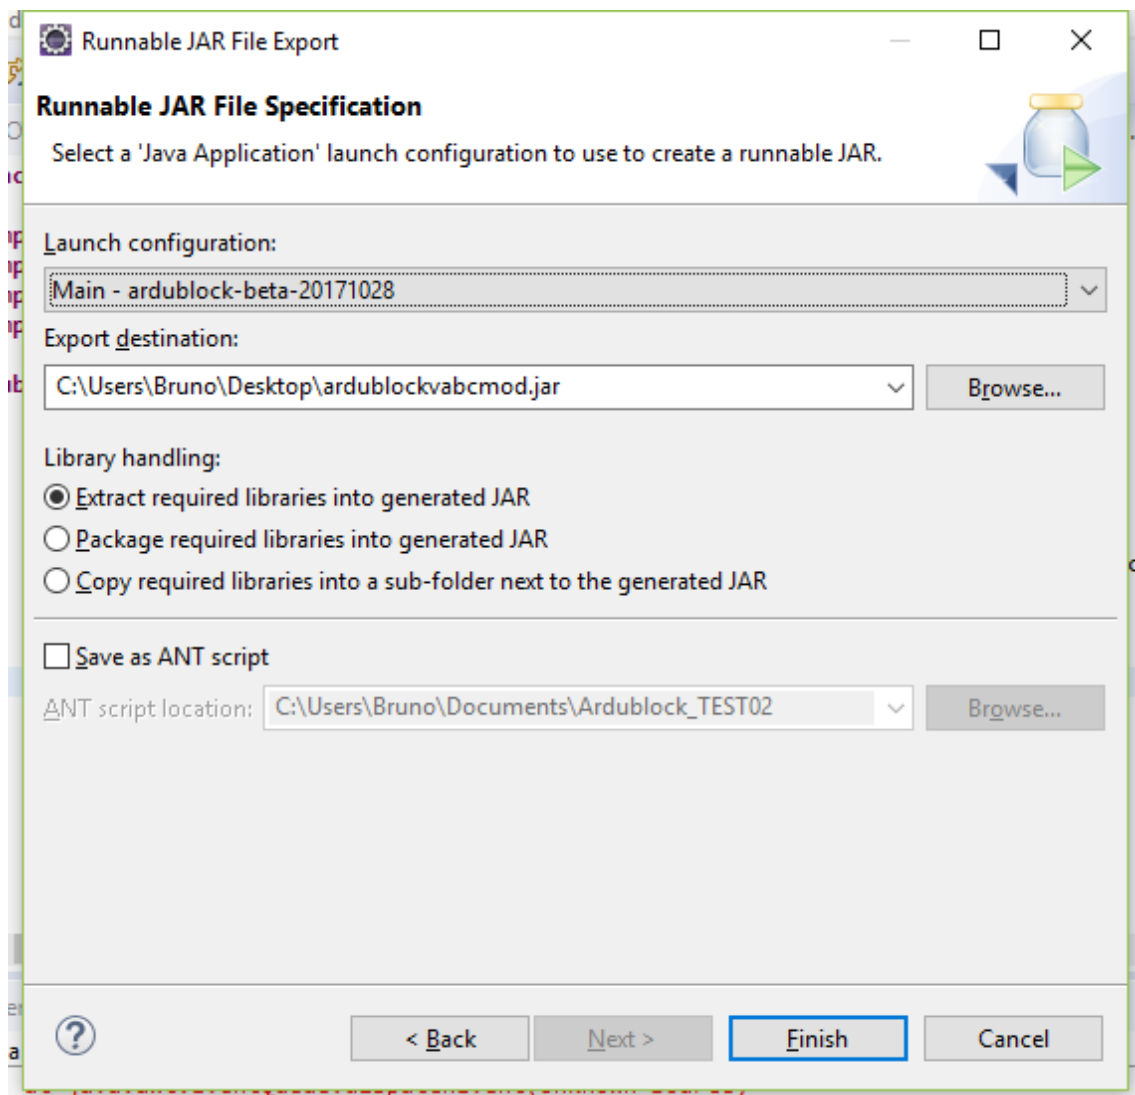 Runnable JAR File Export
Runnable JAR File Specification
Select a 'Java Application' launch configuration to use to create a runnable JAR.
Launch configuration:
Main - ardublock-beta-20171028
Export destination:
C:\Users\Bruno\Desktop\ardublockvabcmod.jar
Browse...
Library handling:
Extract required libraries into generated JAR
Package required libraries into generated JAR
Copy required libraries into a sub-folder next to the generated JAR
Save as ANT script
ANT script location:
C:\Users\Bruno\Documents\Ardublock_TEST02
Browse...
?
< Back
Next >
Finish
Cancel